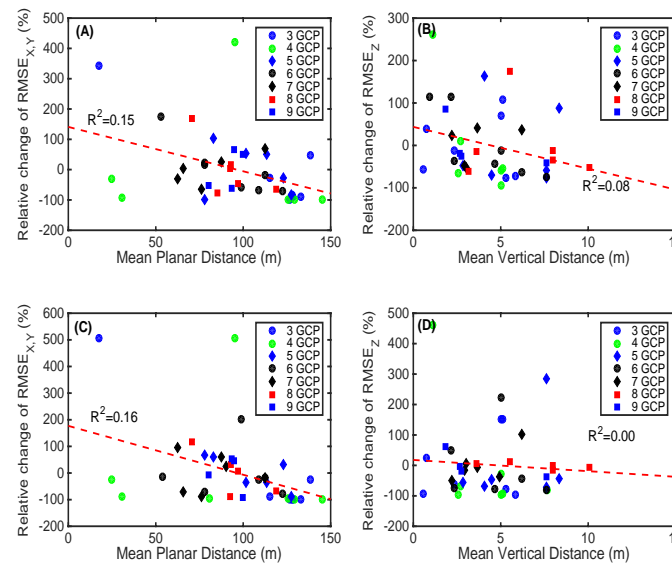 (A)
Relative change of RMSE_X,Y (%)
500
400
300
200
100
0
-100
-200
R²=0.15
3 GCP
4 GCP
5 GCP
6 GCP
7 GCP
8 GCP
9 GCP
0 50 100 150
Mean Planar Distance (m)
(B)
Relative change of RMSE_Z (%)
300
200
100
0
-100
-200
3 GCP
4 GCP
5 GCP
6 GCP
7 GCP
8 GCP
9 GCP
R²=0.08
0 5 10 15
Mean Vertical Distance (m)
(C)
Relative change of RMSE_X,Y (%)
600
500
400
300
200
100
0
-100
-200
R²=0.16
3 GCP
4 GCP
5 GCP
6 GCP
7 GCP
8 GCP
9 GCP
0 50 100 150
Mean Planar Distance (m)
(D)
Relative change of RMSE_Z (%)
500
400
300
200
100
0
-100
-200
3 GCP
4 GCP
5 GCP
6 GCP
7 GCP
8 GCP
9 GCP
R²=0.00
0 5 10 15
Mean Vertical Distance (m)